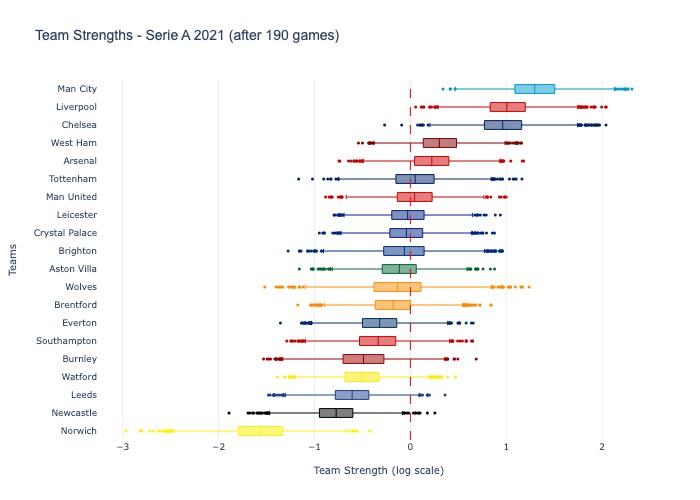 Team Strengths - Serie A 2021 (after 190 games)
Man City
Liverpool
Chelsea
West Ham
Arsenal
Tottenham
Man United
Leicester
Crystal Palace
Brighton
Aston Villa
Wolves
Brentford
Everton
Southampton
Burnley
Watford
Leeds
Newcastle
Norwich
Teams
−3
−2
−1
0
1
2
Team Strength (log scale)